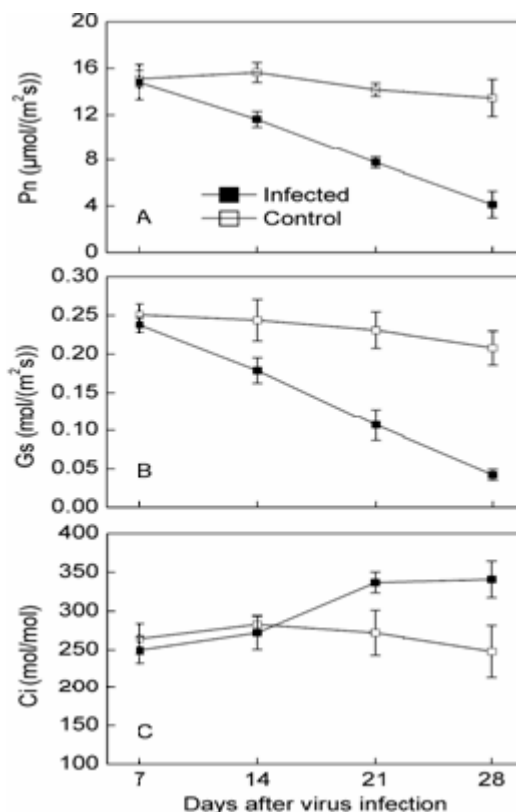 20
16
12
8
4
0
Pn (μmol/(m²s))
Infected
Control
A
0.30
0.25
0.20
0.15
0.10
0.05
0.00
Gs (mol/(m²s))
B
400
350
300
250
200
150
100
Ci (mol/mol)
C
7 14 21 28
Days after virus infection